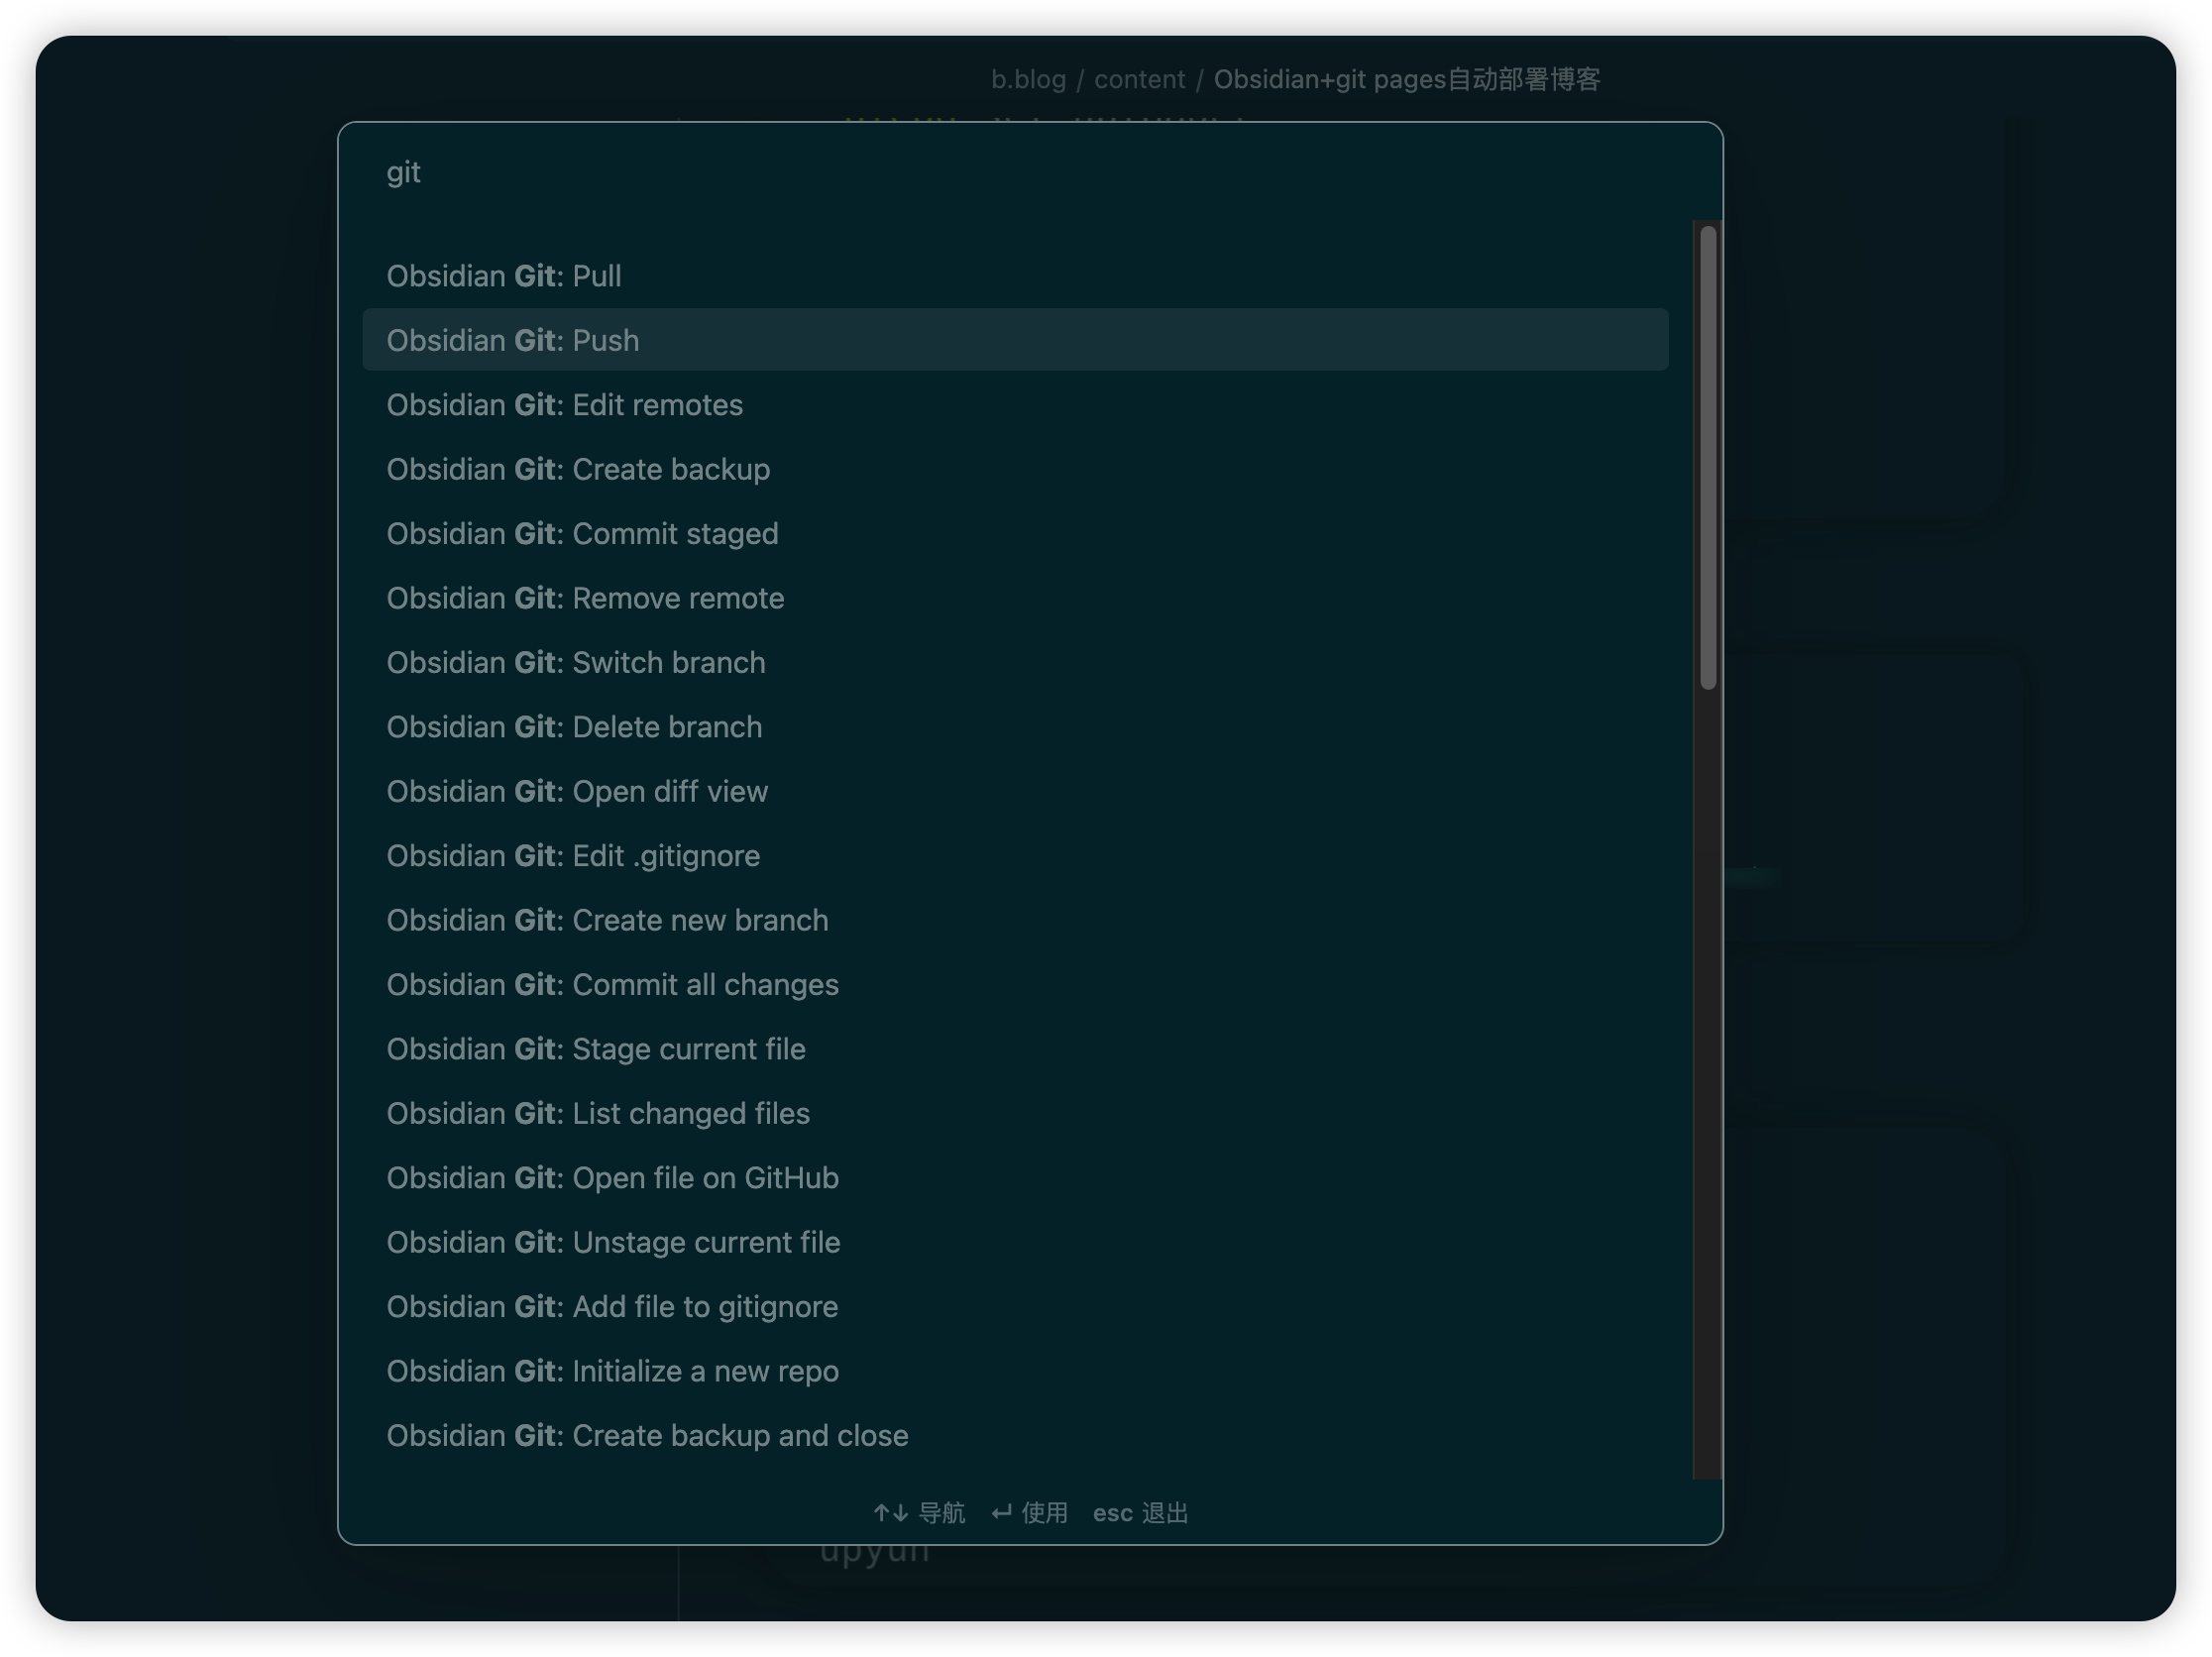 b.blog / content / Obsidian+git pages自动部署博客
git
Obsidian Git: Pull
Obsidian Git: Push
Obsidian Git: Edit remotes
Obsidian Git: Create backup
Obsidian Git: Commit staged
Obsidian Git: Remove remote
Obsidian Git: Switch branch
Obsidian Git: Delete branch
Obsidian Git: Open diff view
Obsidian Git: Edit .gitignore
Obsidian Git: Create new branch
Obsidian Git: Commit all changes
Obsidian Git: Stage current file
Obsidian Git: List changed files
Obsidian Git: Open file on GitHub
Obsidian Git: Unstage current file
Obsidian Git: Add file to gitignore
Obsidian Git: Initialize a new repo
Obsidian Git: Create backup and close
↑↓ 导航 ↵ 使用 esc 退出
upyun